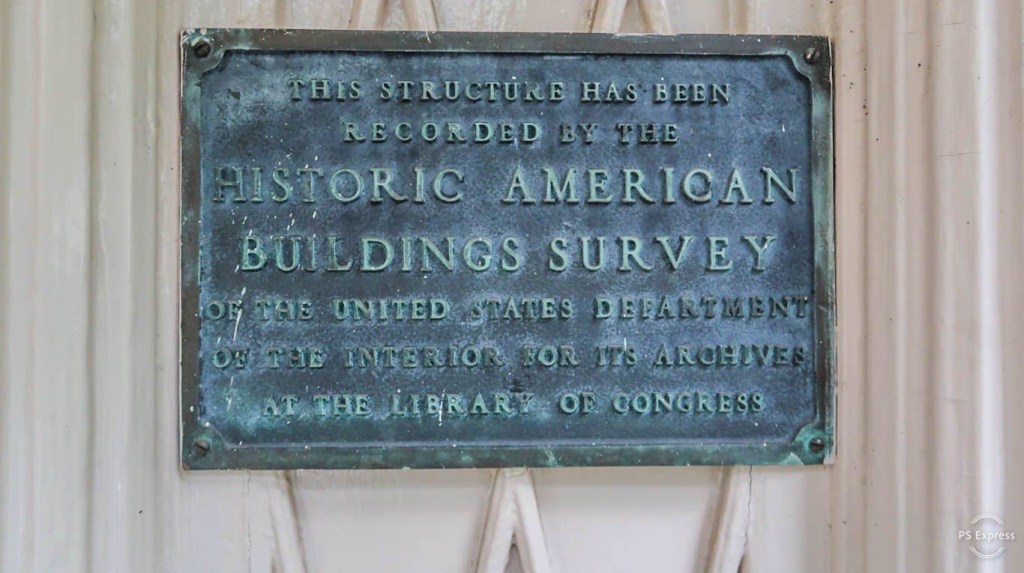 THIS STRUCTURE HAS BEEN
RECORDED BY THE
HISTORIC AMERICAN
BUILDINGS SURVEY
OF THE UNITED STATES DEPARTMENT
OF THE INTERIOR FOR ITS ARCHIVES
AT THE LIBRARY OF CONGRESS
PS Express